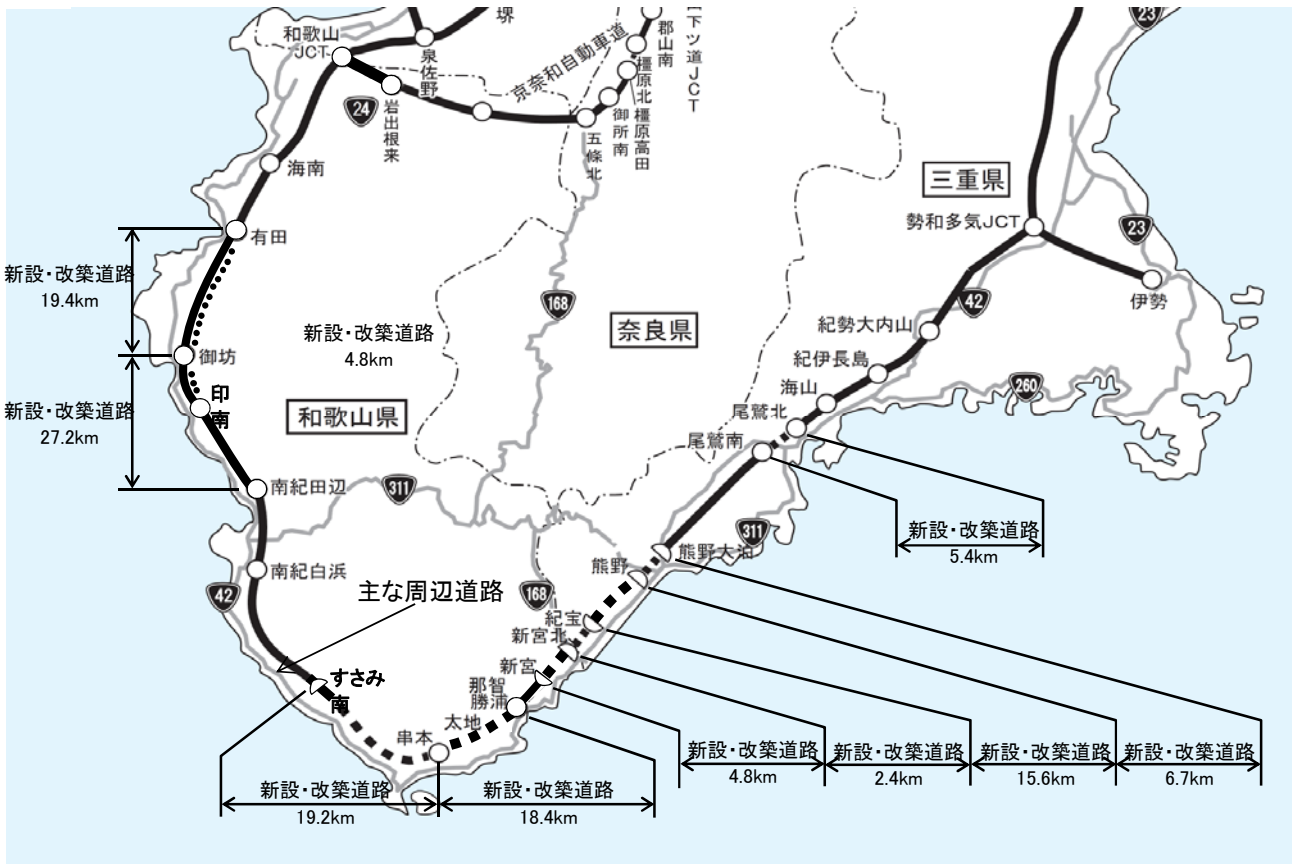 堺
和歌山
JCT
泉佐野
京奈和自動車道
郡山南
下ツ道JCT
橿原北
橿原高田
御所南
五條北
岩出根来
24
23
海南
三重県
勢和多気JCT
23
有田
新設・改築道路
19.4km
168
42
伊勢
新設・改築道路
4.8km
奈良県
紀勢大内山
紀伊長島
御坊
海山
260
印南
新設・改築道路
27.2km
和歌山県
尾鷲北
尾鷲南
南紀田辺
311
311
新設・改築道路
5.4km
熊野大泊
熊野
南紀白浜
42
主な周辺道路
168
紀宝
新宮北
新宮
すさみ
南
那智
勝浦
太地
串本
新設・改築道路
4.8km
新設・改築道路
2.4km
新設・改築道路
15.6km
新設・改築道路
6.7km
新設・改築道路
19.2km
新設・改築道路
18.4km